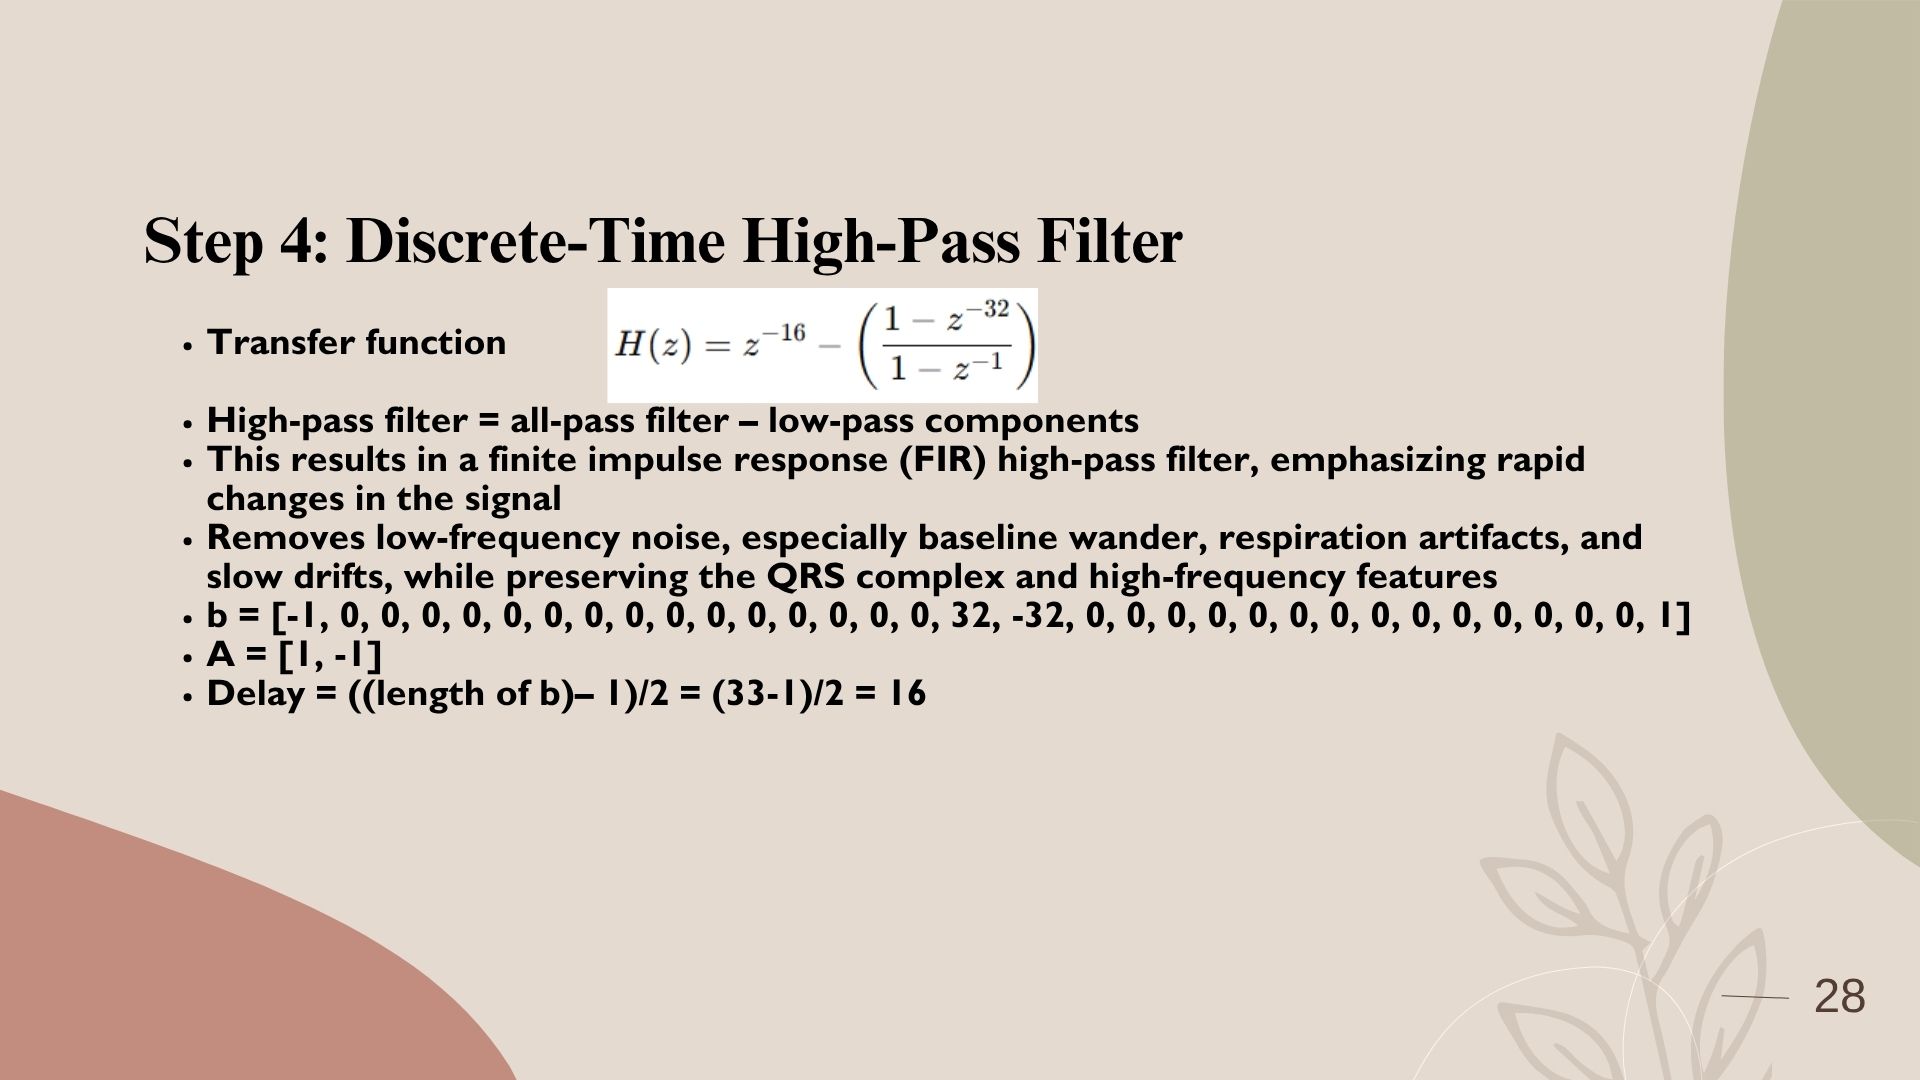 Step 4: Discrete-Time High-Pass Filter
• Transfer function H(z) = z⁻¹⁶ − ((1 − z⁻³²)/(1 − z⁻¹))
• High-pass filter = all-pass filter – low-pass components
• This results in a finite impulse response (FIR) high-pass filter, emphasizing rapid
changes in the signal
• Removes low-frequency noise, especially baseline wander, respiration artifacts, and
slow drifts, while preserving the QRS complex and high-frequency features
• b = [-1, 0, 0, 0, 0, 0, 0, 0, 0, 0, 0, 0, 0, 0, 0, 0, 32, -32, 0, 0, 0, 0, 0, 0, 0, 0, 0, 0, 0, 0, 0, 0, 1]
• A = [1, -1]
• Delay = ((length of b)– 1)/2 = (33-1)/2 = 16
28